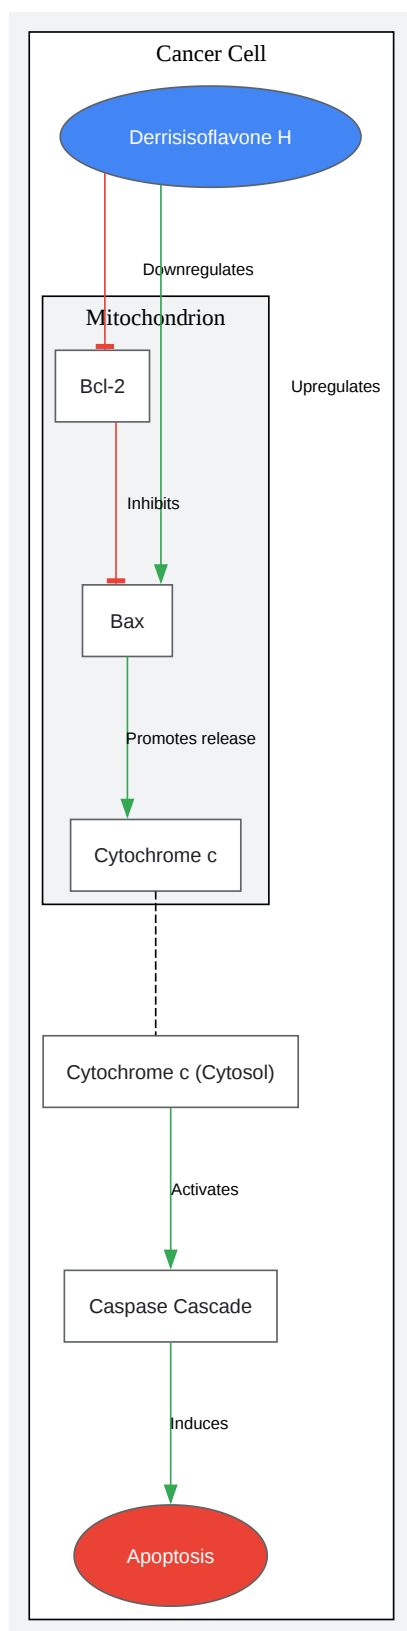 Cancer Cell
Derrisisoflavone H
Downregulates
Mitochondrion
Bcl-2
Upregulates
Inhibits
Bax
Promotes release
Cytochrome c
Cytochrome c (Cytosol)
Activates
Caspase Cascade
Induces
Apoptosis